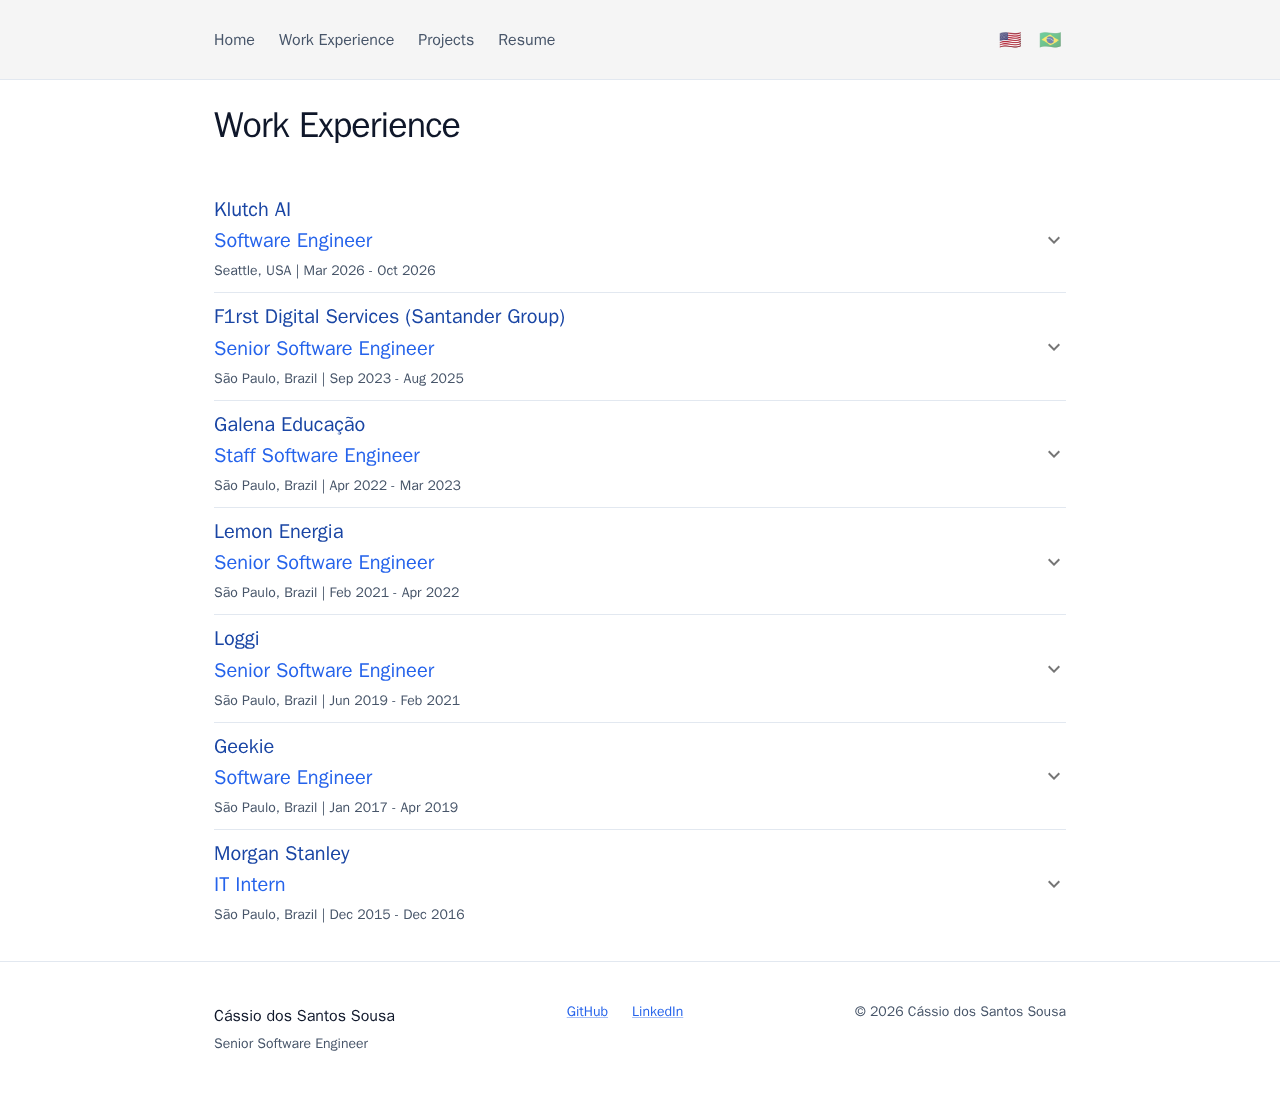 Home Work Experience Projects Resume
Work Experience
Klutch AI
Software Engineer
Seattle, USA | Mar 2026 - Oct 2026
F1rst Digital Services (Santander Group)
Senior Software Engineer
São Paulo, Brazil | Sep 2023 - Aug 2025
Galena Educação
Staff Software Engineer
São Paulo, Brazil | Apr 2022 - Mar 2023
Lemon Energia
Senior Software Engineer
São Paulo, Brazil | Feb 2021 - Apr 2022
Loggi
Senior Software Engineer
São Paulo, Brazil | Jun 2019 - Feb 2021
Geekie
Software Engineer
São Paulo, Brazil | Jan 2017 - Apr 2019
Morgan Stanley
IT Intern
São Paulo, Brazil | Dec 2015 - Dec 2016
Cássio dos Santos Sousa
Senior Software Engineer
GitHub LinkedIn
© 2026 Cássio dos Santos Sousa